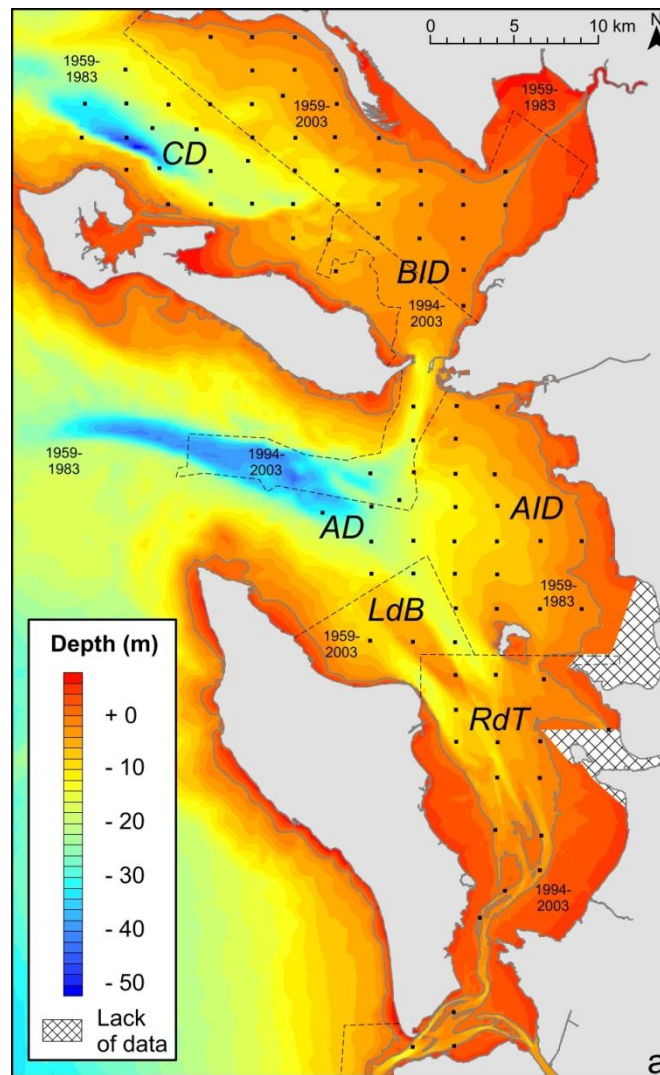 N
0 5 10 km
1959-
1983
1959-
1983
1959-
2003
CD
BID
1994-
2003
1994-
2003
1959-
1983
AD
AID
1959-
1983
LdB
1959-
2003
RdT
Depth (m)
+ 0
- 10
- 20
- 30
- 40
- 50
Lack
of data
1994-
2003
a